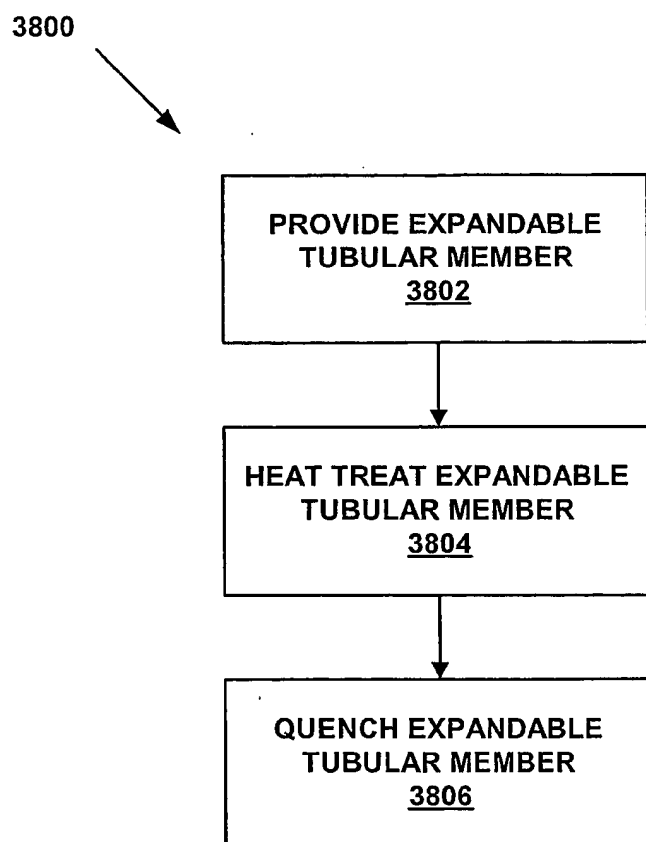 3800
PROVIDE EXPANDABLE
TUBULAR MEMBER
3802
HEAT TREAT EXPANDABLE
TUBULAR MEMBER
3804
QUENCH EXPANDABLE
TUBULAR MEMBER
3806